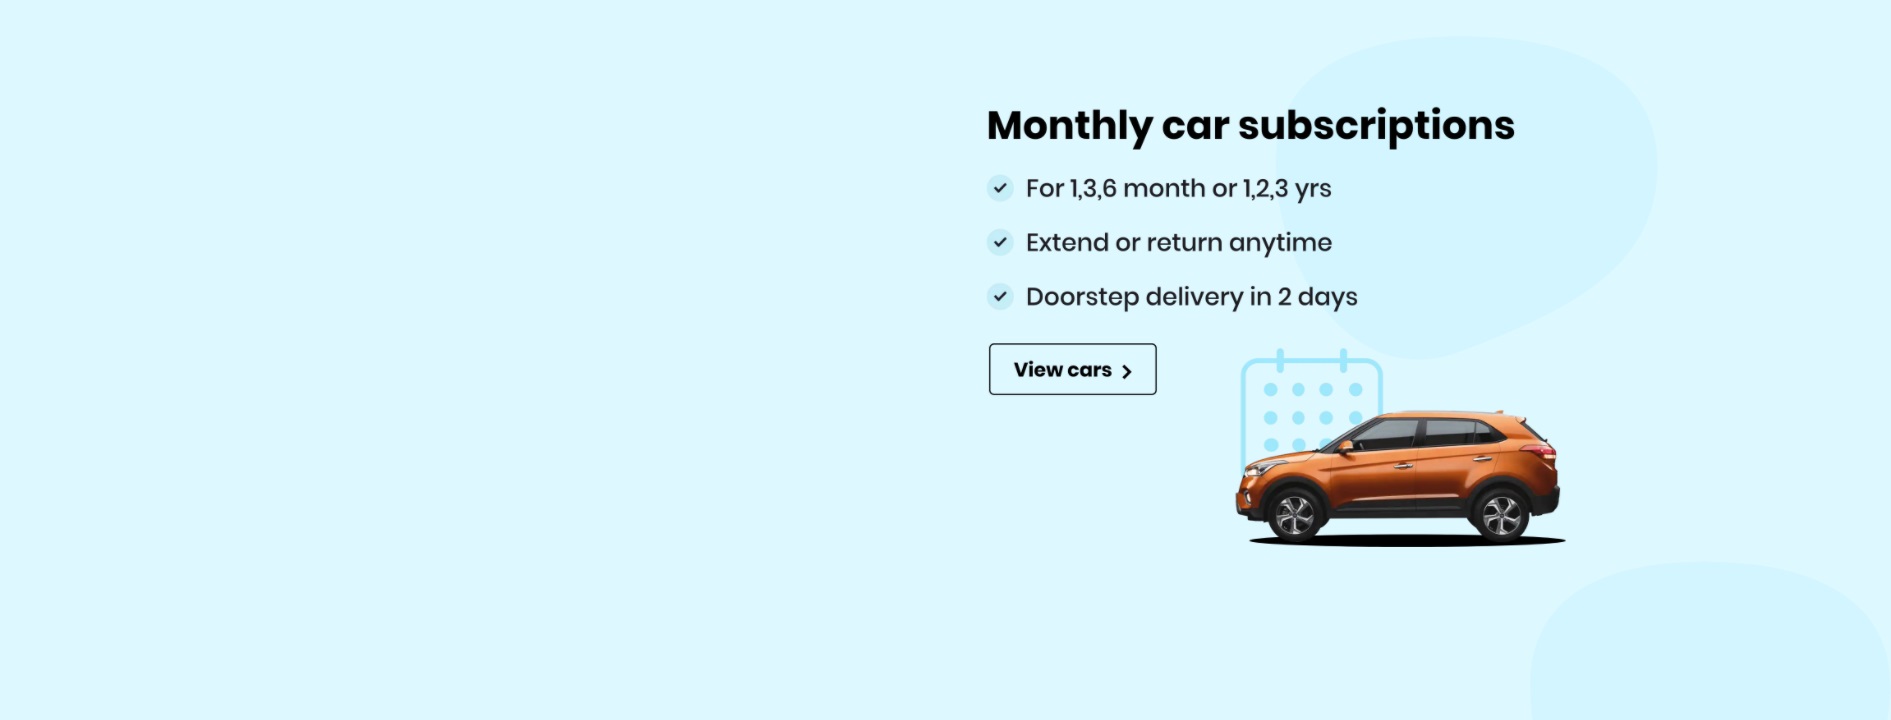 Monthly car subscriptions
For 1,3,6 month or 1,2,3 yrs
Extend or return anytime
Doorstep delivery in 2 days
View cars